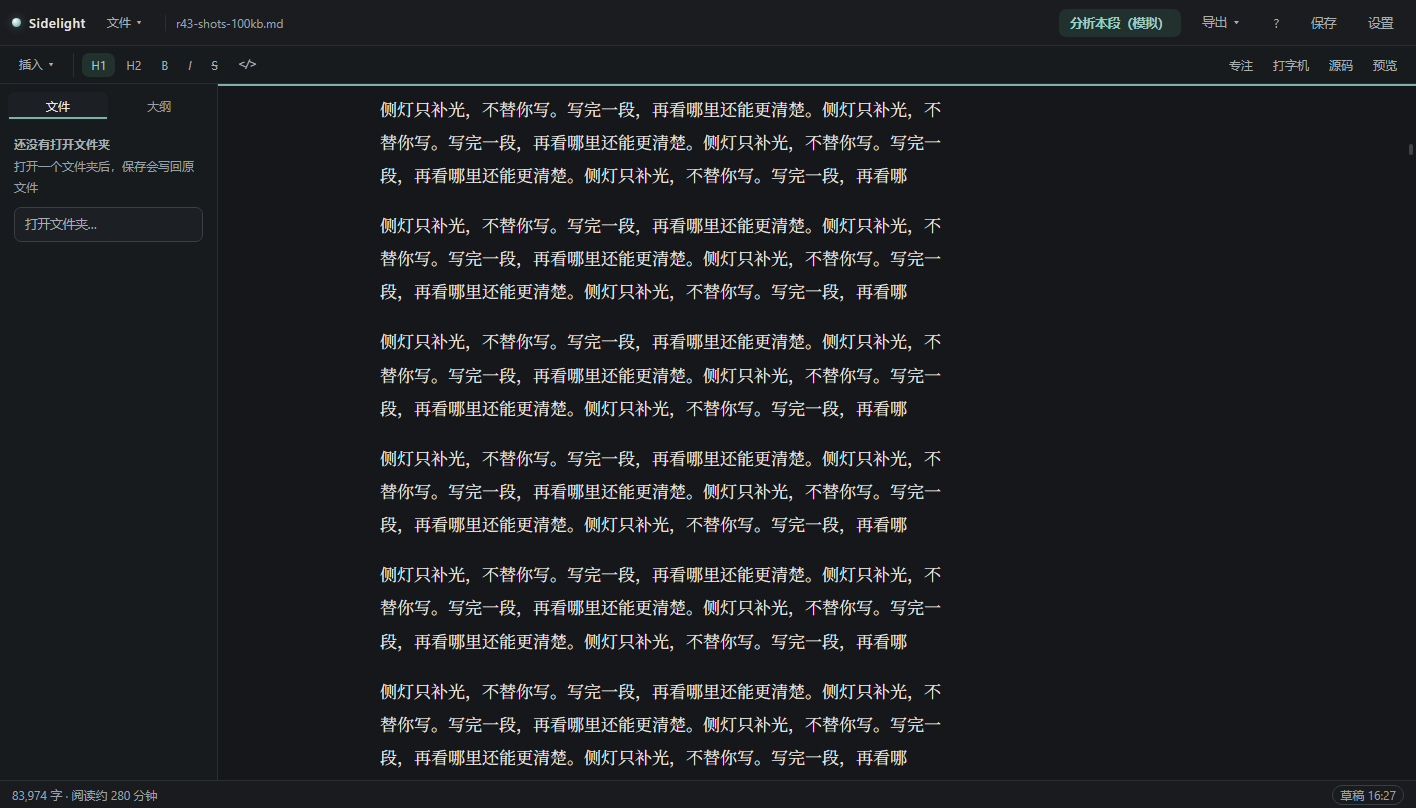 Sidelight 文件 r43-shots-100kb.md 分析本段（模拟） 导出 ? 保存 设置
插入 H1 H2 B I S </> 专注 打字机 源码 预览
文件 大纲
还没有打开文件夹
打开一个文件夹后，保存会写回原
文件
打开文件夹...
侧灯只补光，不替你写。写完一段，再看哪里还能更清楚。侧灯只补光，不
替你写。写完一段，再看哪里还能更清楚。侧灯只补光，不替你写。写完一
段，再看哪里还能更清楚。侧灯只补光，不替你写。写完一段，再看哪
侧灯只补光，不替你写。写完一段，再看哪里还能更清楚。侧灯只补光，不
替你写。写完一段，再看哪里还能更清楚。侧灯只补光，不替你写。写完一
段，再看哪里还能更清楚。侧灯只补光，不替你写。写完一段，再看哪
侧灯只补光，不替你写。写完一段，再看哪里还能更清楚。侧灯只补光，不
替你写。写完一段，再看哪里还能更清楚。侧灯只补光，不替你写。写完一
段，再看哪里还能更清楚。侧灯只补光，不替你写。写完一段，再看哪
侧灯只补光，不替你写。写完一段，再看哪里还能更清楚。侧灯只补光，不
替你写。写完一段，再看哪里还能更清楚。侧灯只补光，不替你写。写完一
段，再看哪里还能更清楚。侧灯只补光，不替你写。写完一段，再看哪
侧灯只补光，不替你写。写完一段，再看哪里还能更清楚。侧灯只补光，不
替你写。写完一段，再看哪里还能更清楚。侧灯只补光，不替你写。写完一
段，再看哪里还能更清楚。侧灯只补光，不替你写。写完一段，再看哪
侧灯只补光，不替你写。写完一段，再看哪里还能更清楚。侧灯只补光，不
替你写。写完一段，再看哪里还能更清楚。侧灯只补光，不替你写。写完一
段，再看哪里还能更清楚。侧灯只补光，不替你写。写完一段，再看哪
83,974 字 · 阅读约 280 分钟 草稿 16:27